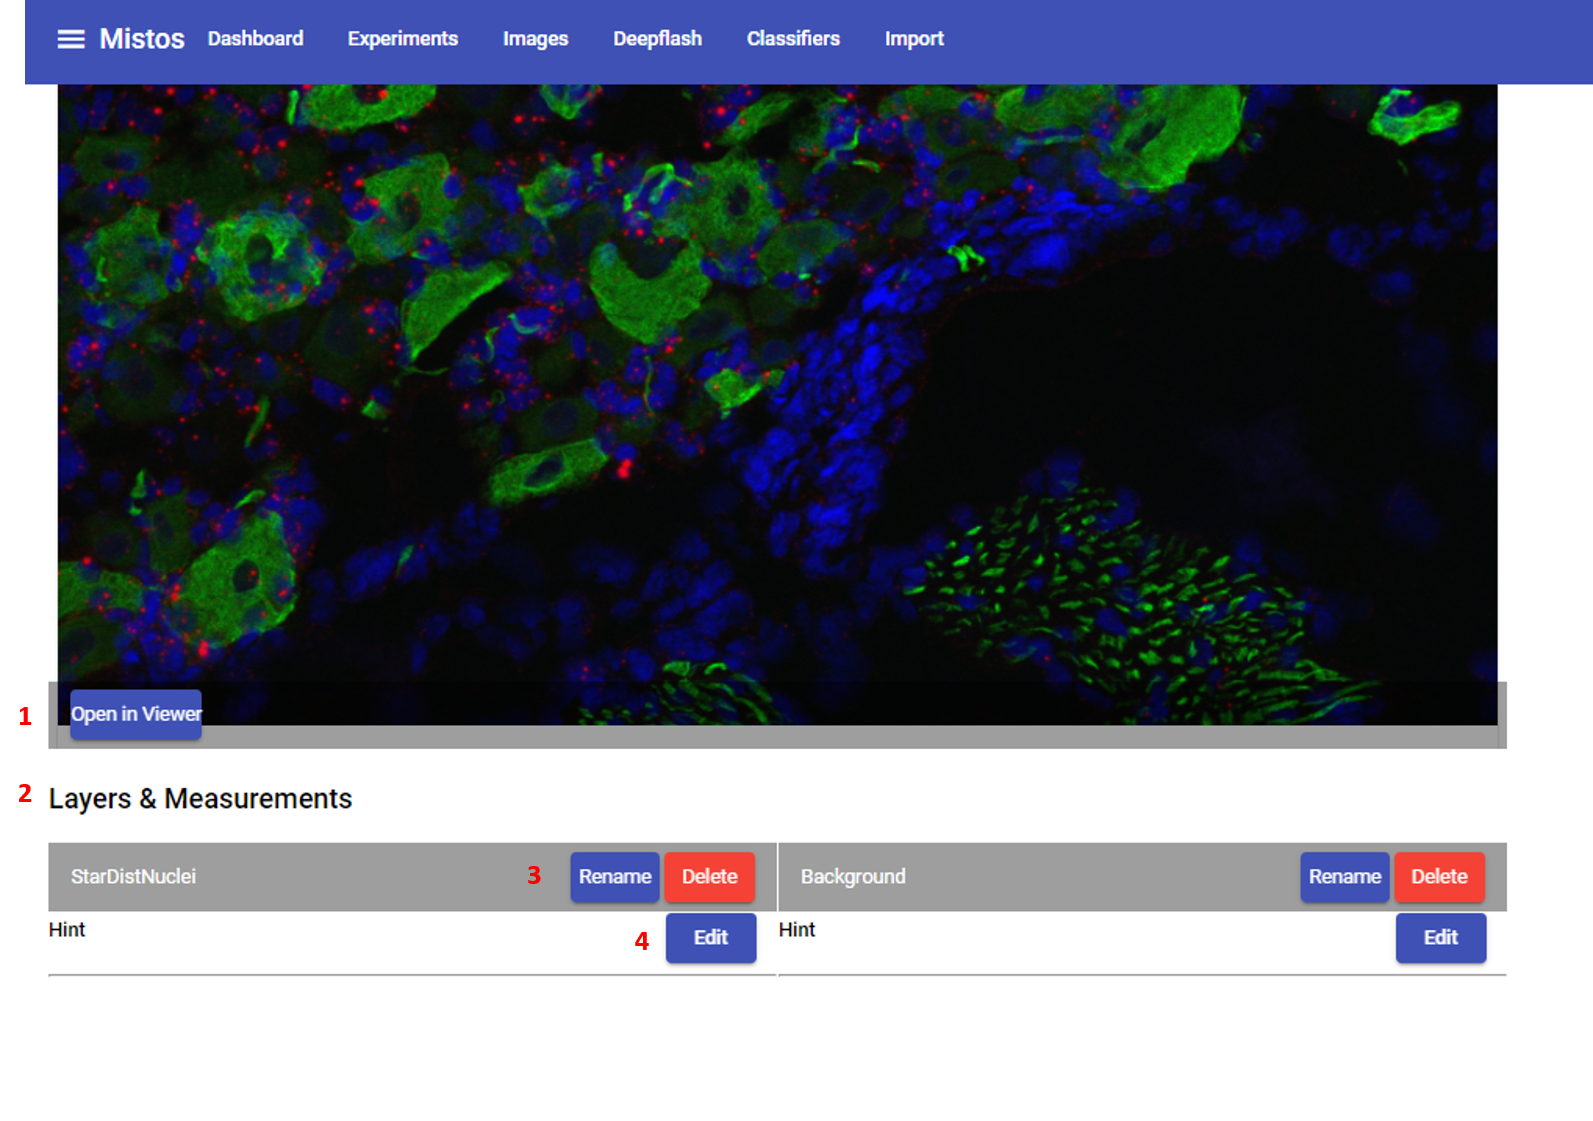 Mistos Dashboard Experiments Images Deepflash Classifiers Import
1 Open in Viewer
2 Layers & Measurements
StarDistNuclei 3 Rename Delete Background Rename Delete
Hint 4 Edit Hint Edit